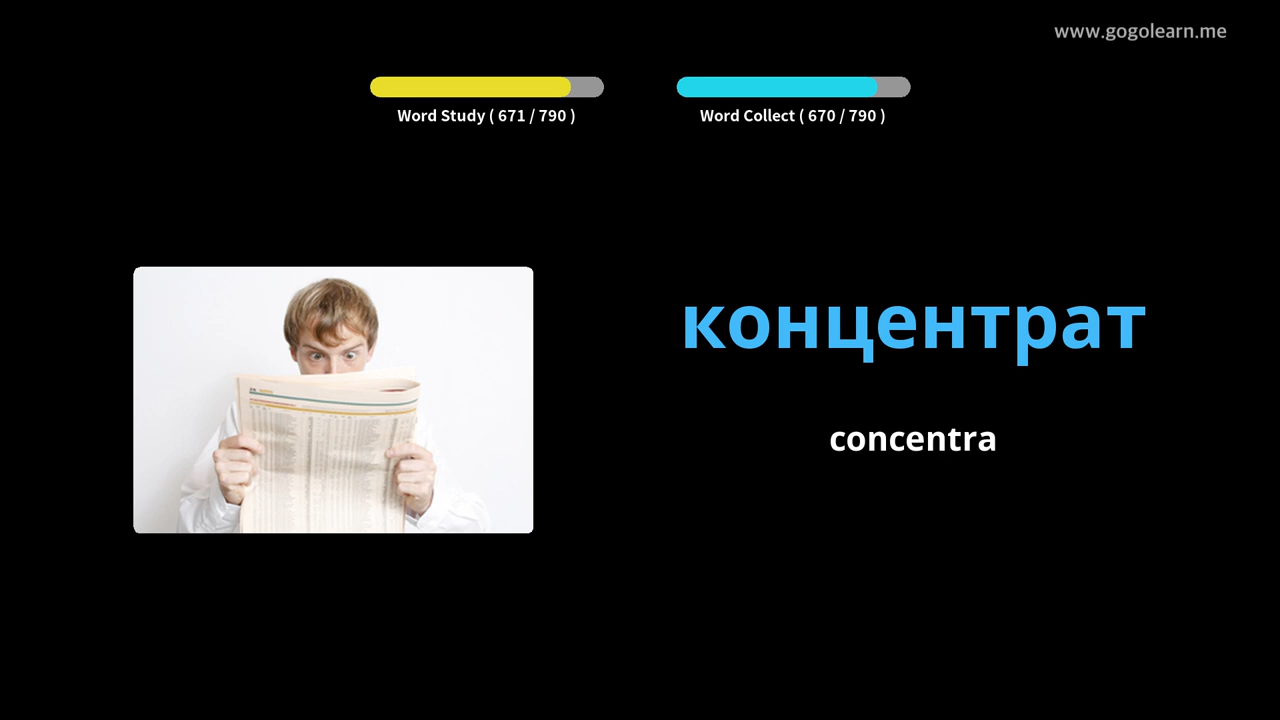 www.gogolearn.me
Word Study ( 671 / 790 )
Word Collect ( 670 / 790 )
концентрат
concentra